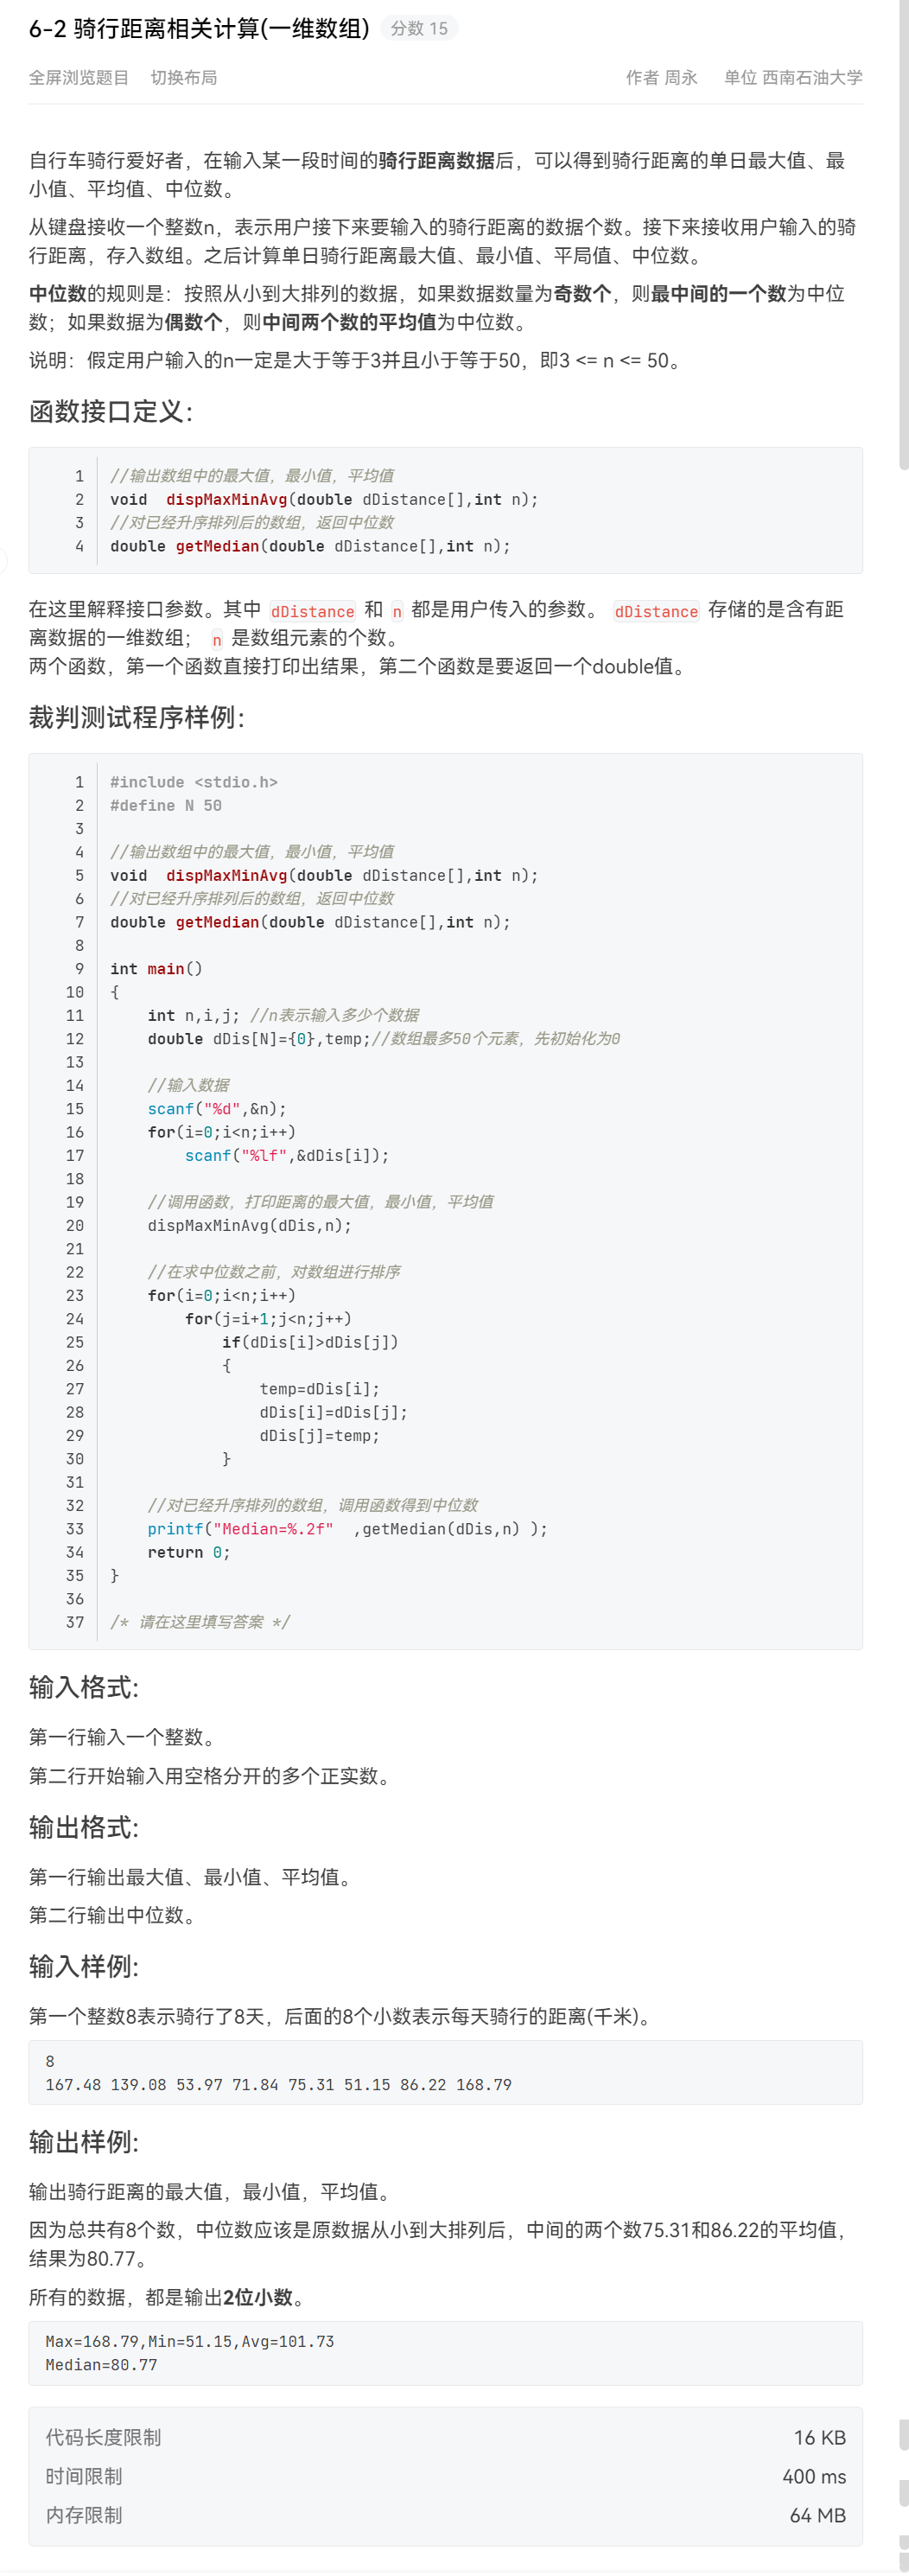 6-2 骑行距离相关计算(一维数组) 分数 15
全屏浏览题目 切换布局 作者 周永 单位 西南石油大学
自行车骑行爱好者，在输入某一段时间的骑行距离数据后，可以得到骑行距离的单日最大值、最
小值、平均值、中位数。
从键盘接收一个整数n，表示用户接下来要输入的骑行距离的数据个数。接下来接收用户输入的骑
行距离，存入数组。之后计算单日骑行距离最大值、最小值、平局值、中位数。
中位数的规则是：按照从小到大排列的数据，如果数据数量为奇数个，则最中间的一个数为中位
数；如果数据为偶数个，则中间两个数的平均值为中位数。
说明：假定用户输入的n一定是大于等于3并且小于等于50，即3 <= n <= 50。
函数接口定义：
1 //输出数组中的最大值，最小值，平均值
2 void  dispMaxMinAvg(double dDistance[],int n);
3 //对已经升序排列后的数组，返回中位数
4 double getMedian(double dDistance[],int n);
在这里解释接口参数。其中 dDistance 和 n 都是用户传入的参数。 dDistance 存储的是含有距
离数据的一维数组； n 是数组元素的个数。
两个函数，第一个函数直接打印出结果，第二个函数是要返回一个double值。
裁判测试程序样例：
1 #include <stdio.h>
2 #define N 50
3
4 //输出数组中的最大值，最小值，平均值
5 void  dispMaxMinAvg(double dDistance[],int n);
6 //对已经升序排列后的数组，返回中位数
7 double getMedian(double dDistance[],int n);
8
9 int main()
10 {
11     int n,i,j; //n表示输入多少个数据
12     double dDis[N]={0},temp;//数组最多50个元素，先初始化为0
13
14     //输入数据
15     scanf("%d",&n);
16     for(i=0;i<n;i++)
17         scanf("%lf",&dDis[i]);
18
19     //调用函数，打印距离的最大值，最小值，平均值
20     dispMaxMinAvg(dDis,n);
21
22     //在求中位数之前，对数组进行排序
23     for(i=0;i<n;i++)
24         for(j=i+1;j<n;j++)
25             if(dDis[i]>dDis[j])
26             {
27                 temp=dDis[i];
28                 dDis[i]=dDis[j];
29                 dDis[j]=temp;
30             }
31
32     //对已经升序排列的数组，调用函数得到中位数
33     printf("Median=%.2f"  ,getMedian(dDis,n) );
34     return 0;
35 }
36
37 /* 请在这里填写答案 */
输入格式:
第一行输入一个整数。
第二行开始输入用空格分开的多个正实数。
输出格式:
第一行输出最大值、最小值、平均值。
第二行输出中位数。
输入样例:
第一个整数8表示骑行了8天，后面的8个小数表示每天骑行的距离(千米)。
8
167.48 139.08 53.97 71.84 75.31 51.15 86.22 168.79
输出样例:
输出骑行距离的最大值，最小值，平均值。
因为总共有8个数，中位数应该是原数据从小到大排列后，中间的两个数75.31和86.22的平均值，
结果为80.77。
所有的数据，都是输出2位小数。
Max=168.79,Min=51.15,Avg=101.73
Median=80.77
代码长度限制 16 KB
时间限制 400 ms
内存限制 64 MB